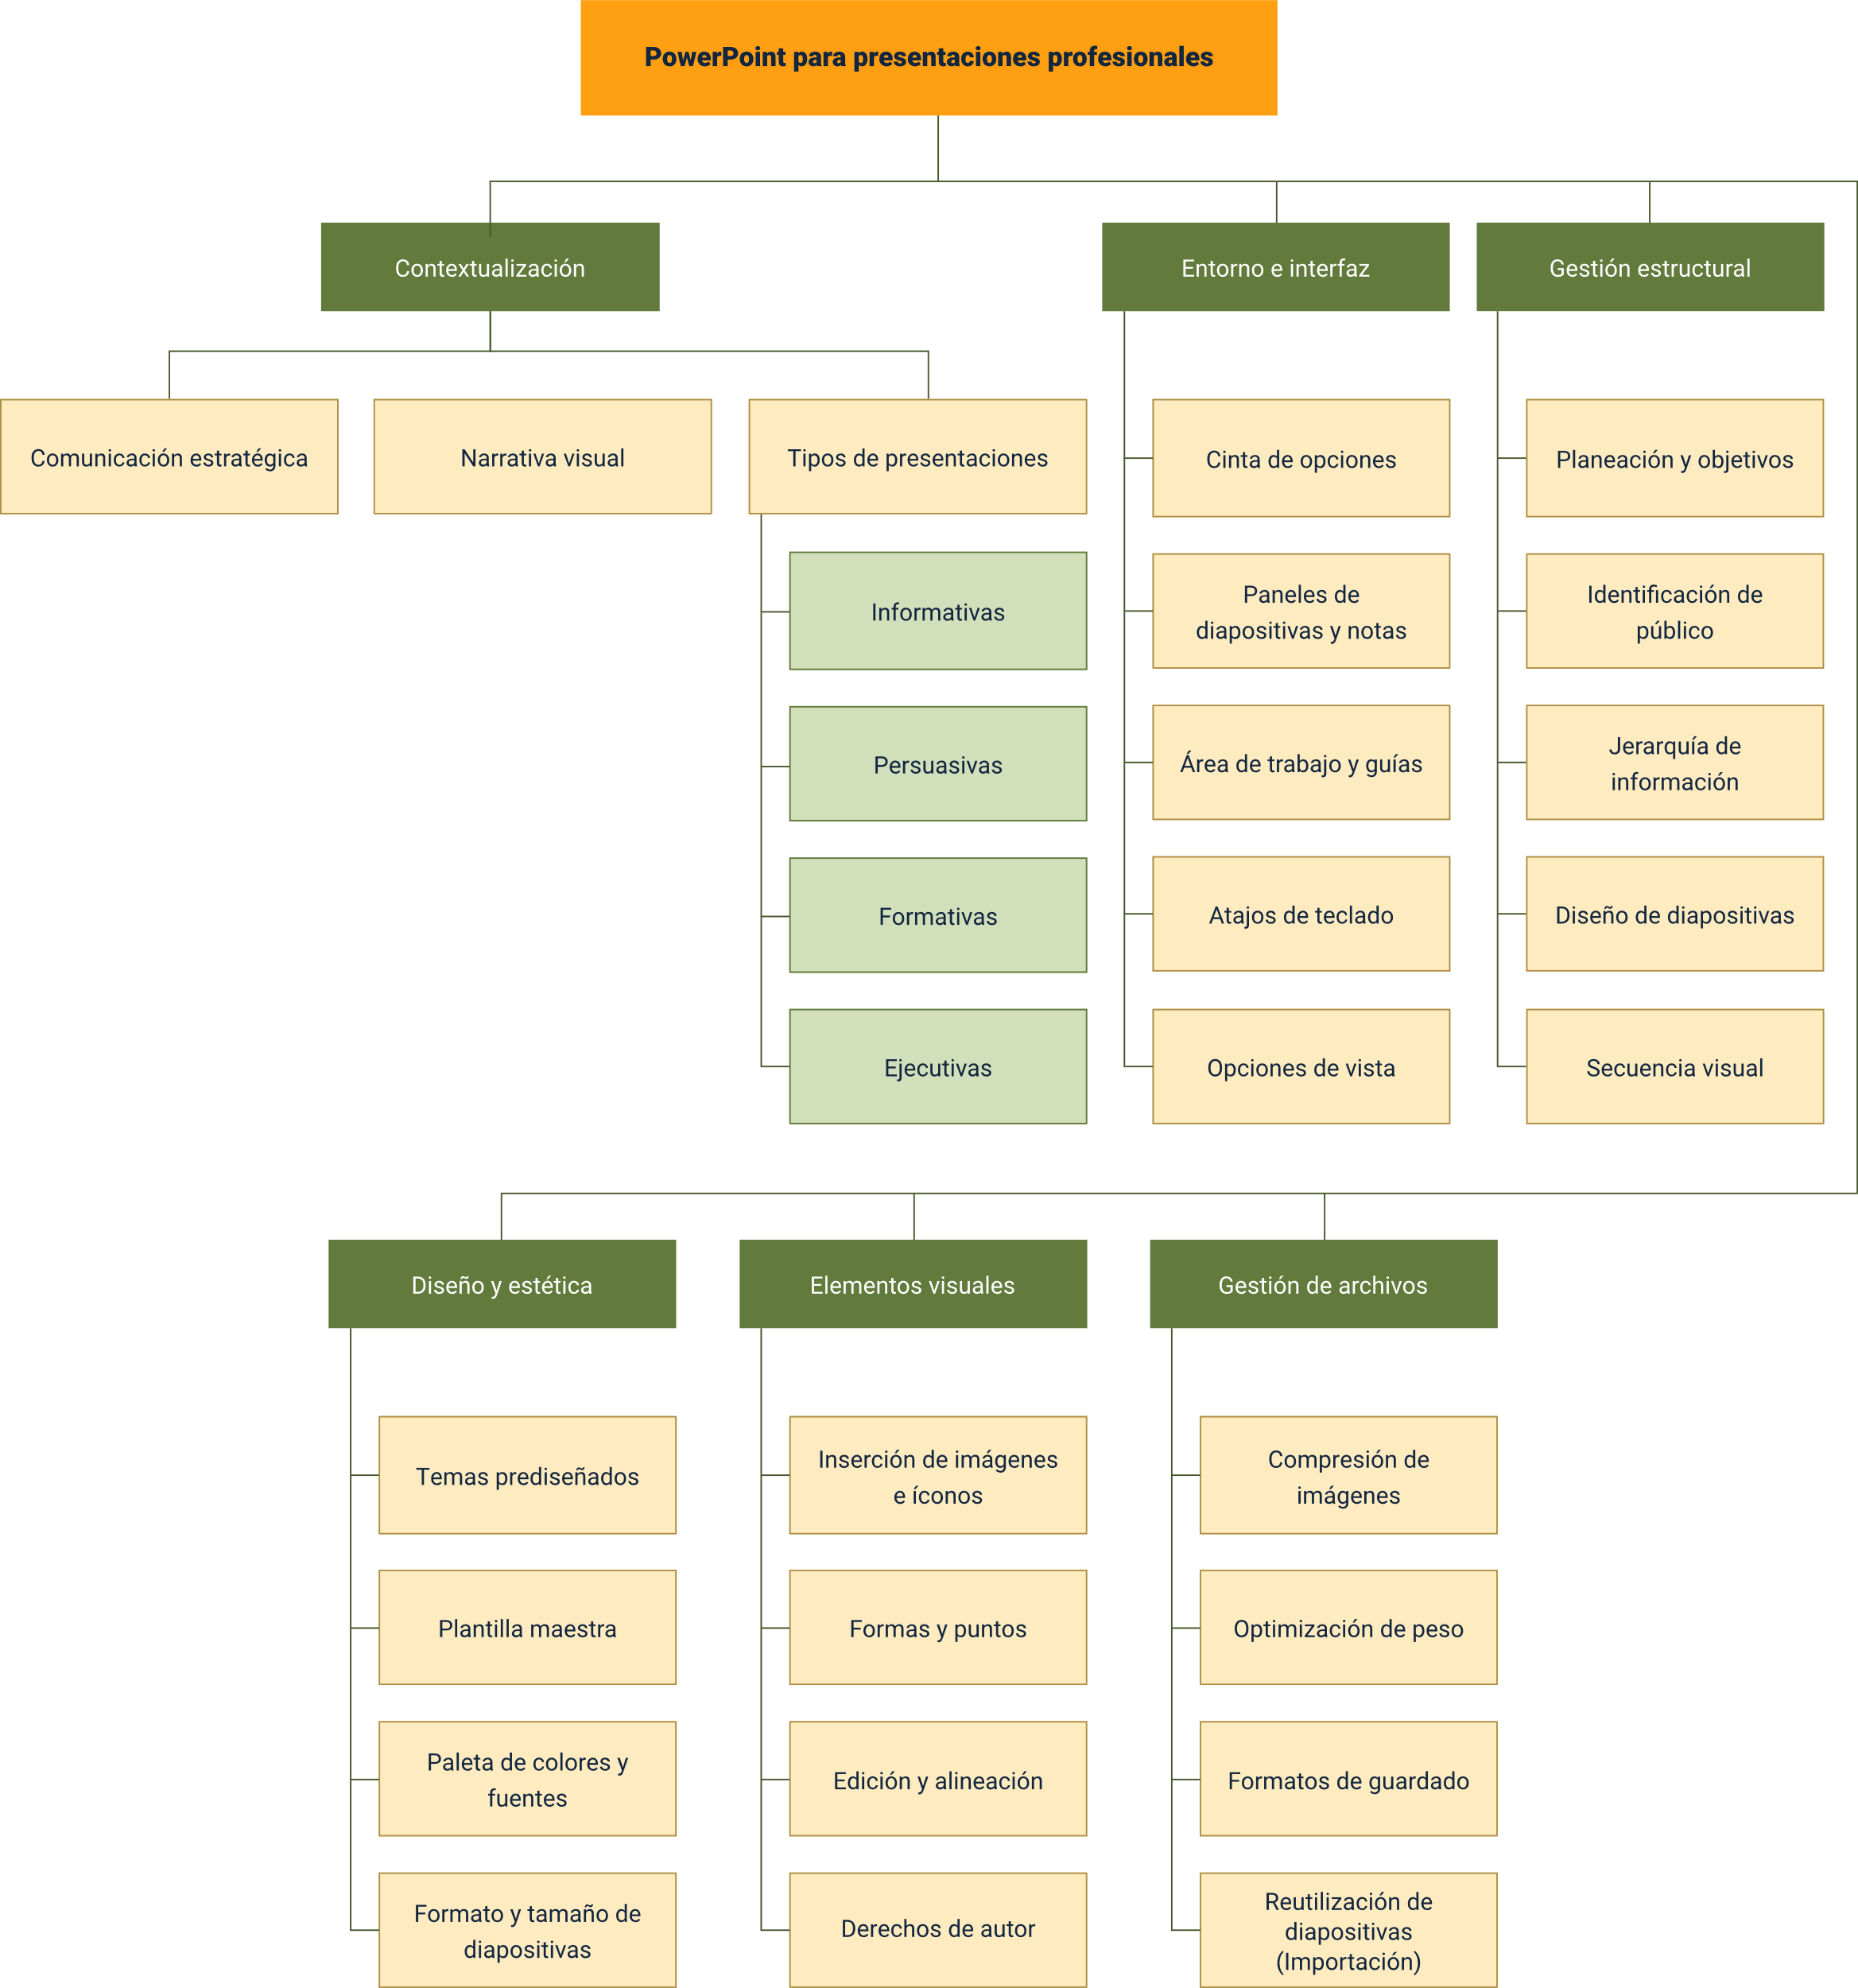 PowerPoint para presentaciones profesionales
Contextualización
Entorno e interfaz
Gestión estructural
Comunicación estratégica
Narrativa visual
Tipos de presentaciones
Informativas
Persuasivas
Formativas
Ejecutivas
Cinta de opciones
Paneles de
diapositivas y notas
Área de trabajo y guías
Atajos de teclado
Opciones de vista
Planeación y objetivos
Identificación de
público
Jerarquía de
información
Diseño de diapositivas
Secuencia visual
Diseño y estética
Elementos visuales
Gestión de archivos
Temas prediseñados
Plantilla maestra
Paleta de colores y
fuentes
Formato y tamaño de
diapositivas
Inserción de imágenes
e íconos
Formas y puntos
Edición y alineación
Derechos de autor
Compresión de
imágenes
Optimización de peso
Formatos de guardado
Reutilización de
diapositivas
(Importación)